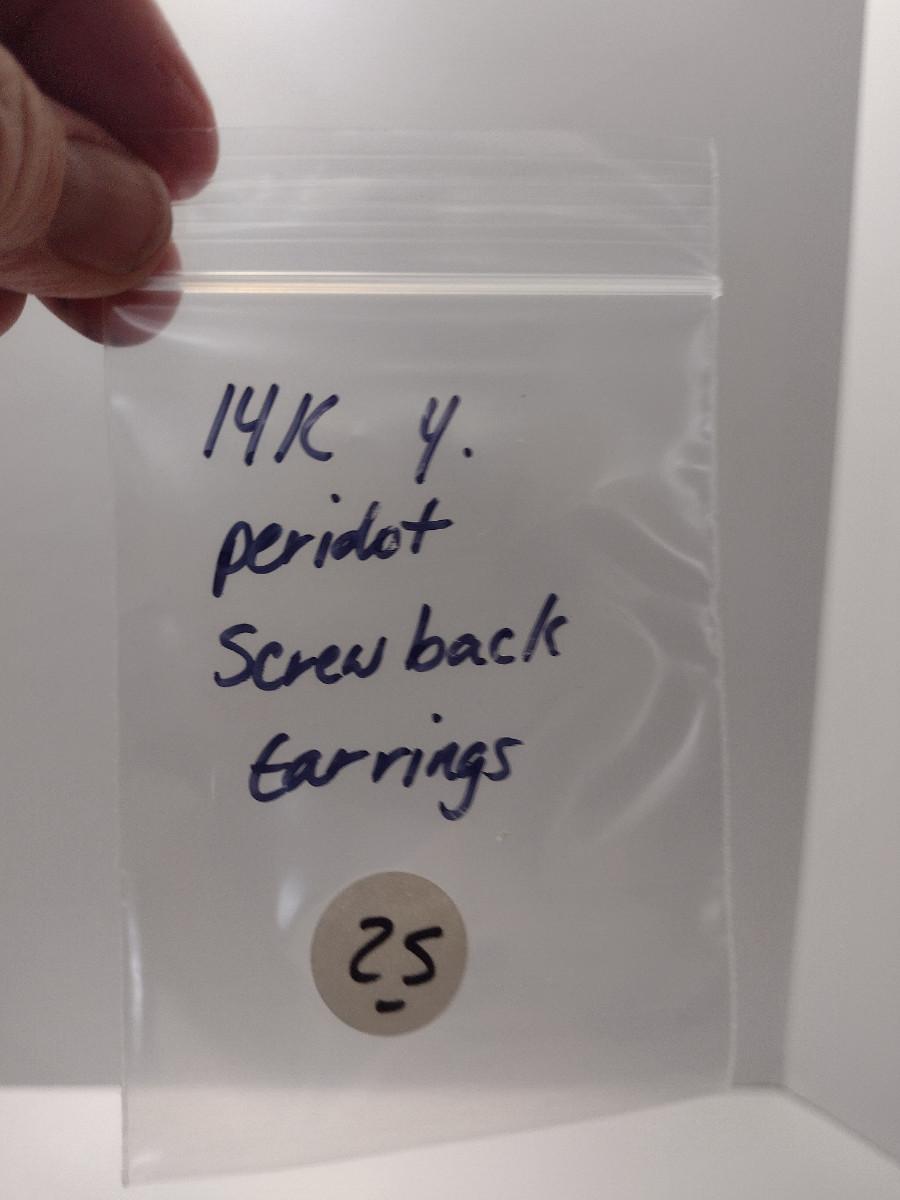 14K y.
peridot
Screw back
Earrings
25